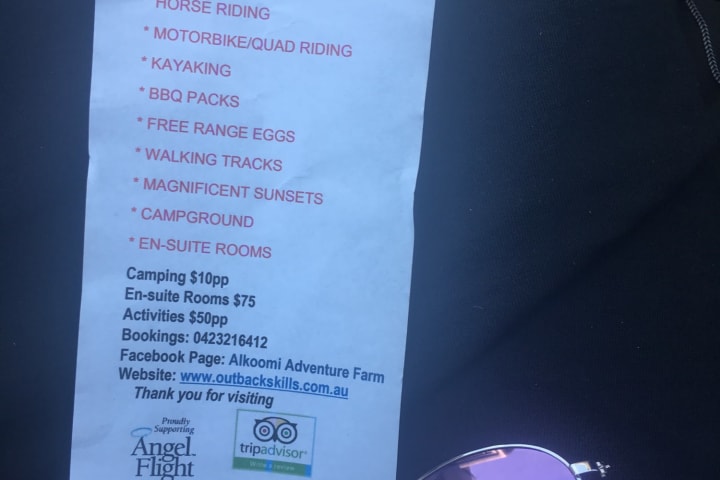 HORSE RIDING
* MOTORBIKE/QUAD RIDING
* KAYAKING
* BBQ PACKS
* FREE RANGE EGGS
* WALKING TRACKS
* MAGNIFICENT SUNSETS
* CAMPGROUND
* EN-SUITE ROOMS
Camping $10pp
En-suite Rooms $75
Activities $50pp
Bookings: 0423216412
Facebook Page: Alkoomi Adventure Farm
Website: www.outbackskills.com.au
Thank you for visiting
Proudly
Supporting
Angel
Flight
tripadvisor